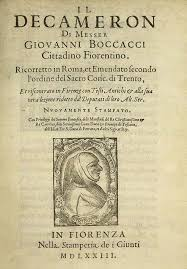 IL
DECAMERON
DI MESSER
GIOVANNI BOCCACCI
Cittadino Fiorentino.
Ricorretto in Roma, et Emendato secondo
l'ordine del Sacro Conc. di Trento,
Et riscontrato in Firenze con Testi Antichi & alla sua
vera lezione ridotto da' Deputati di loro Alt. Ser.
NUOVAMENTE STAMPATO.
IN FIORENZA
Nella Stamperia de i Giunti
MDLXXIII.